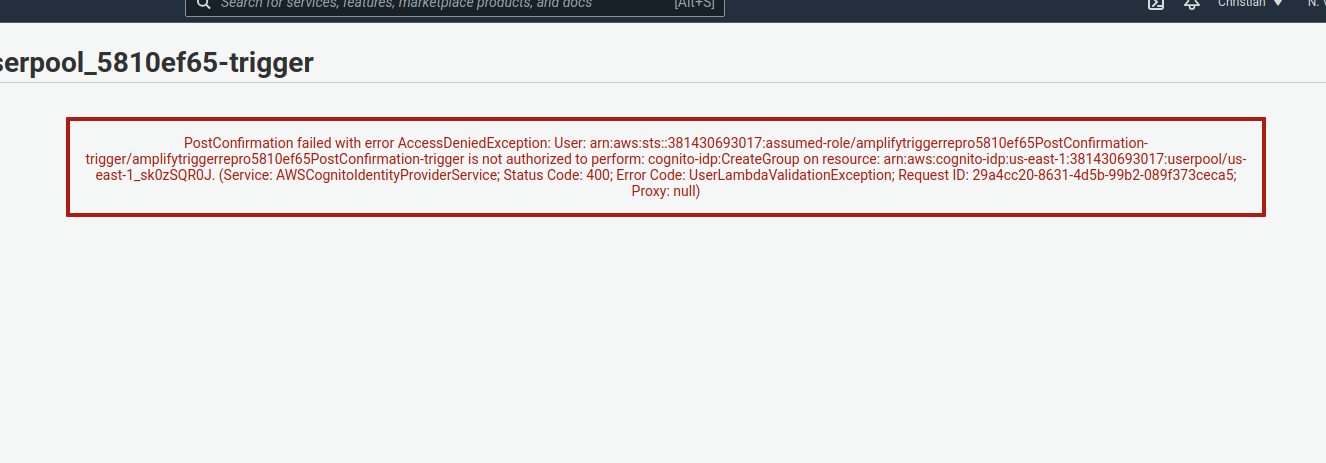 Search for services, features, marketplace products, and docs [Alt+S] Christian ▼ N.
serpool_5810ef65-trigger
PostConfirmation failed with error AccessDeniedException: User: arn:aws:sts::381430693017:assumed-role/amplifytriggerrepro5810ef65PostConfirmation-
trigger/amplifytriggerrepro5810ef65PostConfirmation-trigger is not authorized to perform: cognito-idp:CreateGroup on resource: arn:aws:cognito-idp:us-east-1:381430693017:userpool/us-
east-1_sk0zSQR0J. (Service: AWSCognitoIdentityProviderService; Status Code: 400; Error Code: UserLambdaValidationException; Request ID: 29a4cc20-8631-4d5b-99b2-089f373ceca5;
Proxy: null)